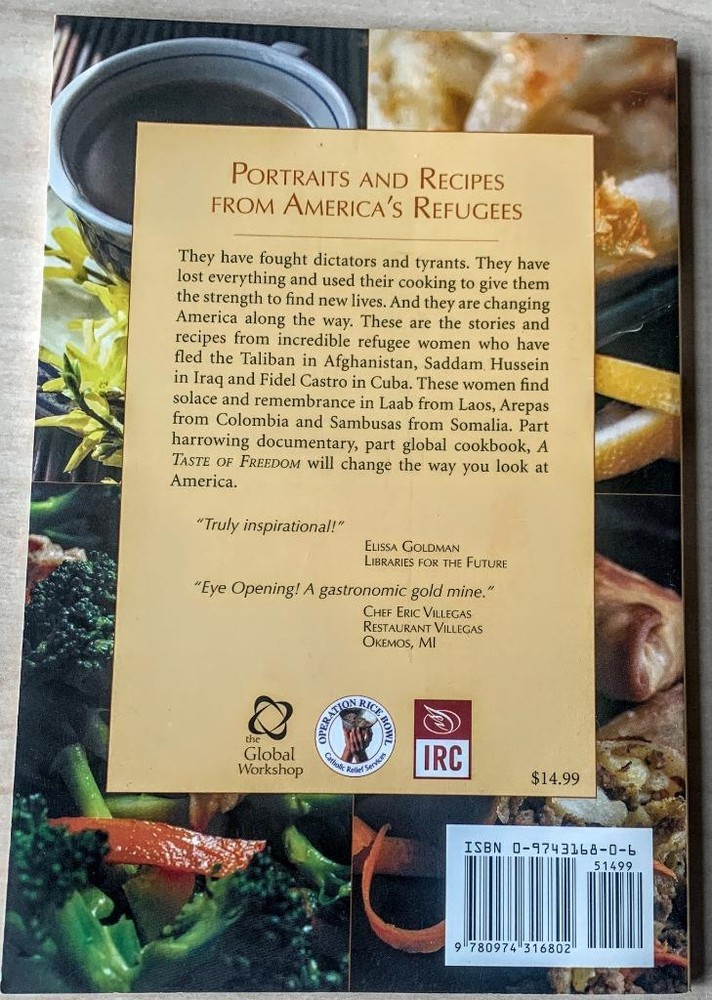 PORTRAITS AND RECIPES
FROM AMERICA'S REFUGEES
They have fought dictators and tyrants. They have
lost everything and used their cooking to give them
the strength to find new lives. And they are changing
America along the way. These are the stories and
recipes from incredible refugee women who have
fled the Taliban in Afghanistan, Saddam Hussein
in Iraq and Fidel Castro in Cuba. These women find
solace and remembrance in Laab from Laos, Arepas
from Colombia and Sambusas from Somalia. Part
harrowing documentary, part global cookbook, A
TASTE OF FREEDOM will change the way you look at
America.
"Truly inspirational!"
ELISSA GOLDMAN
LIBRARIES FOR THE FUTURE
"Eye Opening! A gastronomic gold mine."
CHEF ERIC VILLEGAS
RESTAURANT VILLEGAS
OKEMOS, MI
the
Global
Workshop
OPERATION RICE BOWL
Catholic Relief Services
IRC
$14.99
ISBN 0-9743168-0-6
51499
9 780974 316802